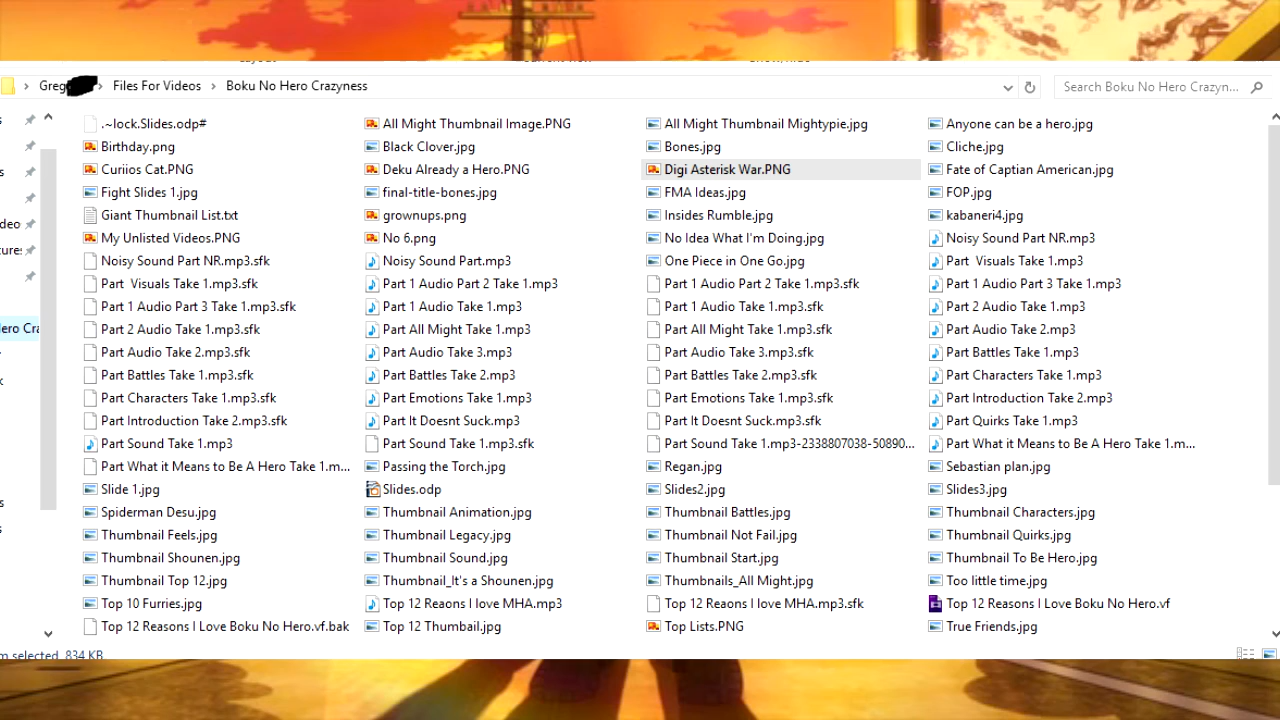 Greg > Files For Videos > Boku No Hero Crazyness
Search Boku No Hero Crazyn...
.~lock.Slides.odp# All Might Thumbnail Image.PNG All Might Thumbnail Mightypie.jpg Anyone can be a hero.jpg
Birthday.png Black Clover.jpg Bones.jpg Cliche.jpg
Curiios Cat.PNG Deku Already a Hero.PNG Digi Asterisk War.PNG Fate of Captian American.jpg
Fight Slides 1.jpg final-title-bones.jpg FMA Ideas.jpg FOP.jpg
Giant Thumbnail List.txt grownups.png Insides Rumble.jpg kabaneri4.jpg
My Unlisted Videos.PNG No 6.png No Idea What I'm Doing.jpg Noisy Sound Part NR.mp3
Noisy Sound Part NR.mp3.sfk Noisy Sound Part.mp3 One Piece in One Go.jpg Part  Visuals Take 1.mp3
Part  Visuals Take 1.mp3.sfk Part 1 Audio Part 2 Take 1.mp3 Part 1 Audio Part 2 Take 1.mp3.sfk Part 1 Audio Part 3 Take 1.mp3
Part 1 Audio Part 3 Take 1.mp3.sfk Part 1 Audio Take 1.mp3 Part 1 Audio Take 1.mp3.sfk Part 2 Audio Take 1.mp3
Part 2 Audio Take 1.mp3.sfk Part All Might Take 1.mp3 Part All Might Take 1.mp3.sfk Part Audio Take 2.mp3
Part Audio Take 2.mp3.sfk Part Audio Take 3.mp3 Part Audio Take 3.mp3.sfk Part Battles Take 1.mp3
Part Battles Take 1.mp3.sfk Part Battles Take 2.mp3 Part Battles Take 2.mp3.sfk Part Characters Take 1.mp3
Part Characters Take 1.mp3.sfk Part Emotions Take 1.mp3 Part Emotions Take 1.mp3.sfk Part Introduction Take 2.mp3
Part Introduction Take 2.mp3.sfk Part It Doesnt Suck.mp3 Part It Doesnt Suck.mp3.sfk Part Quirks Take 1.mp3
Part Sound Take 1.mp3 Part Sound Take 1.mp3.sfk Part Sound Take 1.mp3-2338807038-50890... Part What it Means to Be A Hero Take 1.m...
Part What it Means to Be A Hero Take 1.m... Passing the Torch.jpg Regan.jpg Sebastian plan.jpg
Slide 1.jpg Slides.odp Slides2.jpg Slides3.jpg
Spiderman Desu.jpg Thumbnail Animation.jpg Thumbnail Battles.jpg Thumbnail Characters.jpg
Thumbnail Feels.jpg Thumbnail Legacy.jpg Thumbnail Not Fail.jpg Thumbnail Quirks.jpg
Thumbnail Shounen.jpg Thumbnail Sound.jpg Thumbnail Start.jpg Thumbnail To Be Hero.jpg
Thumbnail Top 12.jpg Thumbnail_It's a Shounen.jpg Thumbnails_All Might.jpg Too little time.jpg
Top 10 Furries.jpg Top 12 Reaons I love MHA.mp3 Top 12 Reaons I love MHA.mp3.sfk Top 12 Reasons I Love Boku No Hero.vf
Top 12 Reasons I Love Boku No Hero.vf.bak Top 12 Thumbail.jpg Top Lists.PNG True Friends.jpg
selected 834 KB